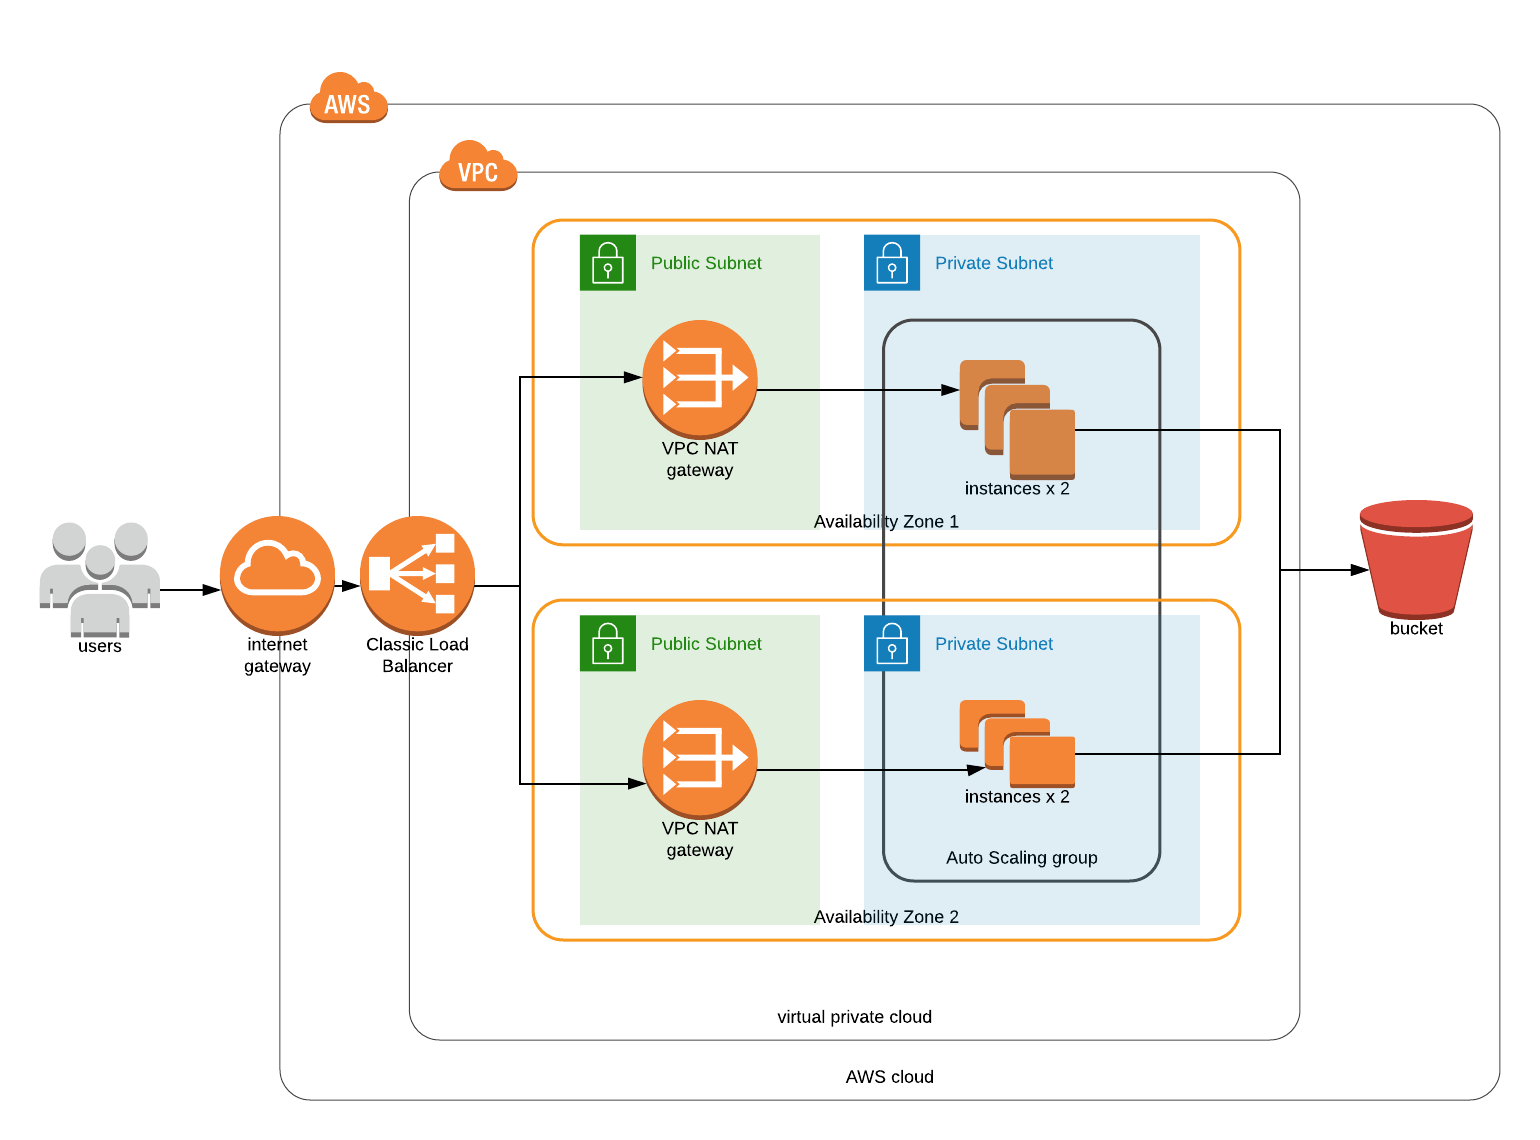 AWS
VPC
Public Subnet
Private Subnet
VPC NAT
gateway
instances x 2
Availability Zone 1
users
internet
gateway
Classic Load
Balancer
bucket
Public Subnet
Private Subnet
VPC NAT
gateway
instances x 2
Auto Scaling group
Availability Zone 2
virtual private cloud
AWS cloud